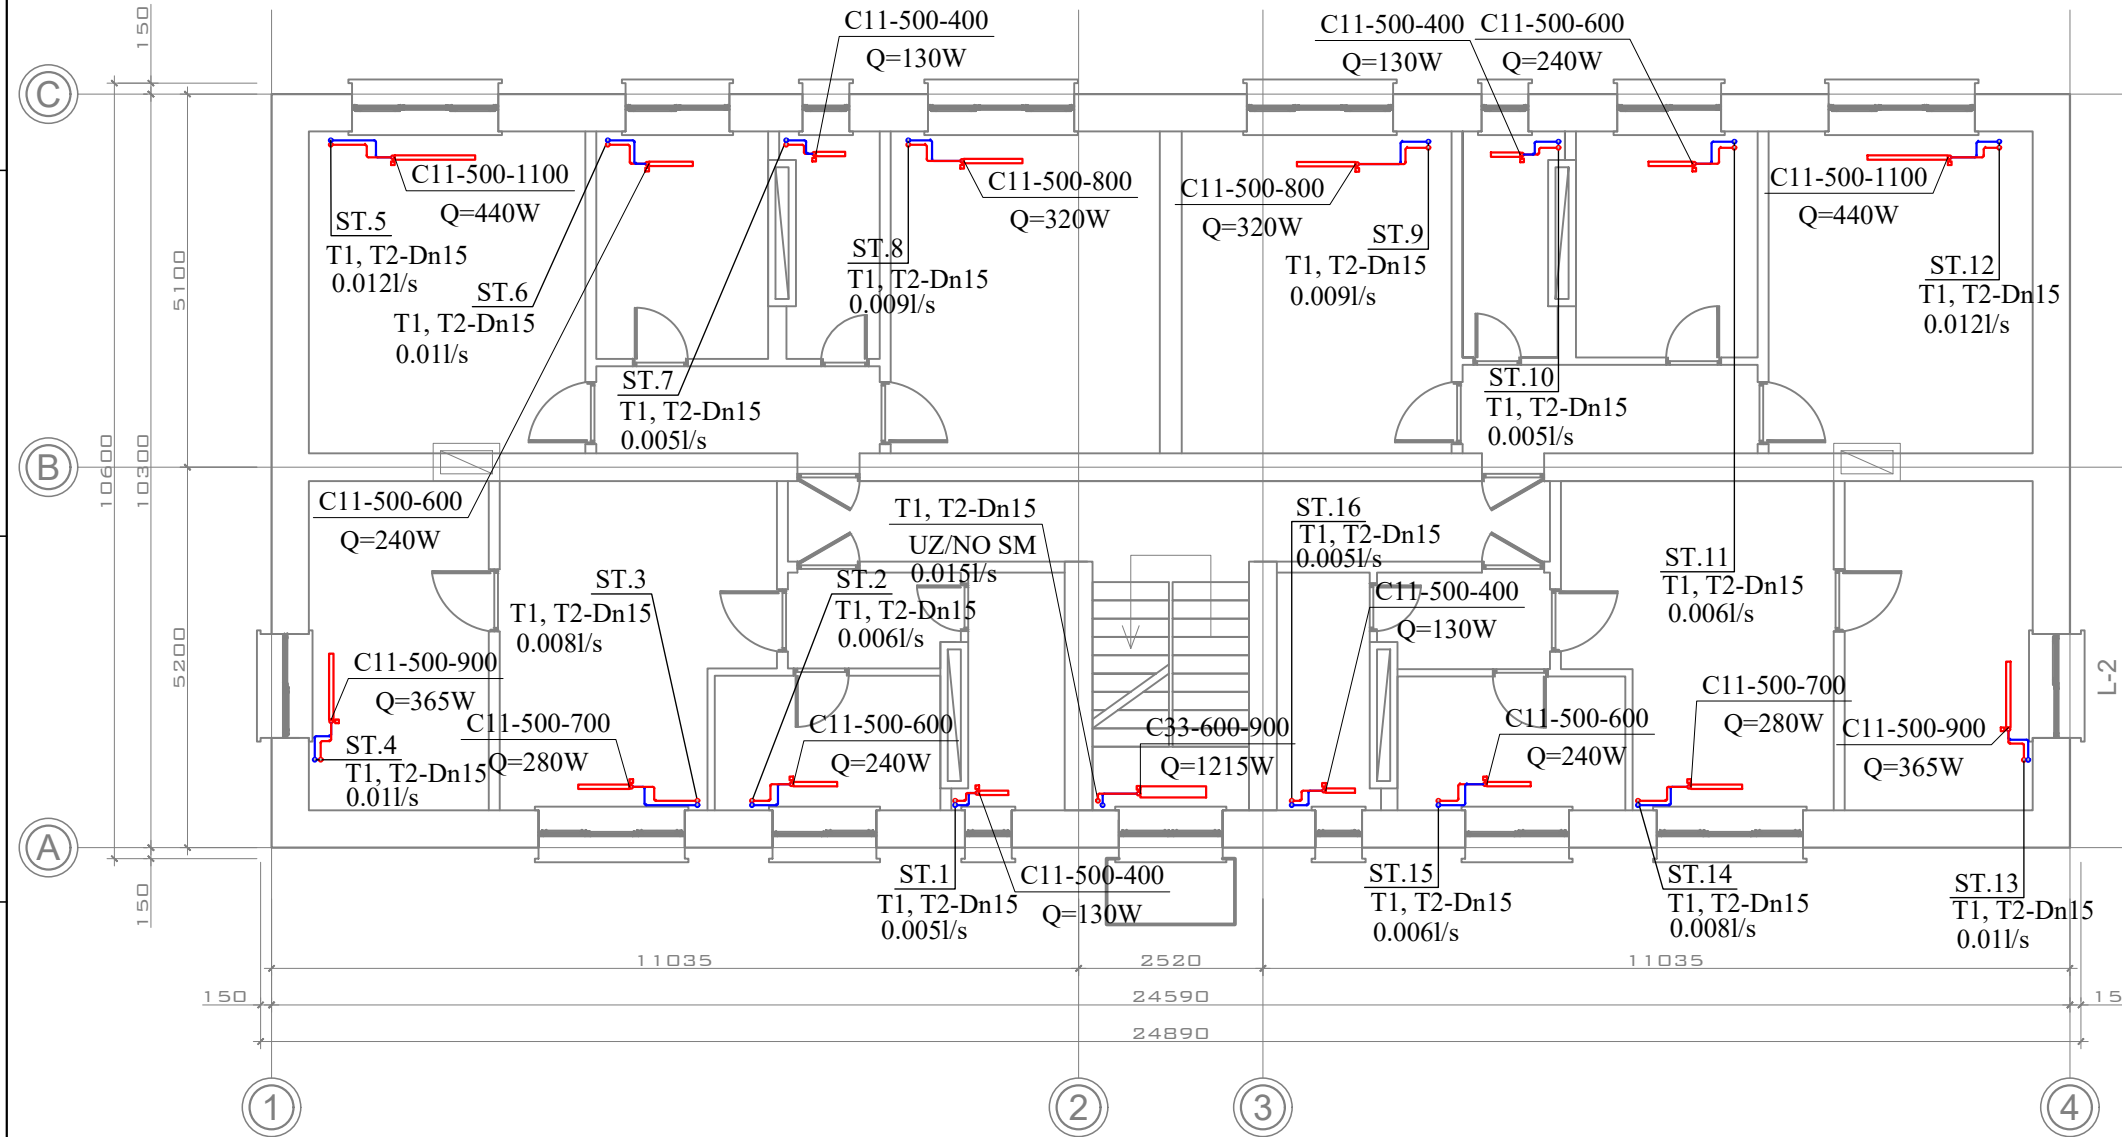 150
C11-500-400
Q=130W
C11-500-400
Q=130W
C11-500-600
Q=240W
C
C11-500-1100
Q=440W
C11-500-800
Q=320W
C11-500-800
Q=320W
C11-500-1100
Q=440W
ST.5
T1, T2-Dn15
0.012l/s
ST.6
T1, T2-Dn15
0.01l/s
ST.8
T1, T2-Dn15
0.009l/s
ST.9
T1, T2-Dn15
0.009l/s
ST.12
T1, T2-Dn15
0.012l/s
5100
ST.7
T1, T2-Dn15
0.005l/s
ST.10
T1, T2-Dn15
0.005l/s
B
10600
10300
C11-500-600
Q=240W
T1, T2-Dn15
UZ/NO SM
0.015l/s
ST.16
T1, T2-Dn15
0.005l/s
ST.3
T1, T2-Dn15
0.008l/s
ST.2
T1, T2-Dn15
0.006l/s
C11-500-400
Q=130W
ST.11
T1, T2-Dn15
0.006l/s
5200
C11-500-900
Q=365W
ST.4
T1, T2-Dn15
0.01l/s
C11-500-700
Q=280W
C11-500-600
Q=240W
C33-600-900
Q=1215W
C11-500-600
Q=240W
C11-500-700
Q=280W
C11-500-900
Q=365W
L-2
A
150
ST.1
T1, T2-Dn15
0.005l/s
C11-500-400
Q=130W
ST.15
T1, T2-Dn15
0.006l/s
ST.14
T1, T2-Dn15
0.008l/s
ST.13
T1, T2-Dn15
0.01l/s
11035
2520
11035
150
24590
15
24890
1
2
3
4